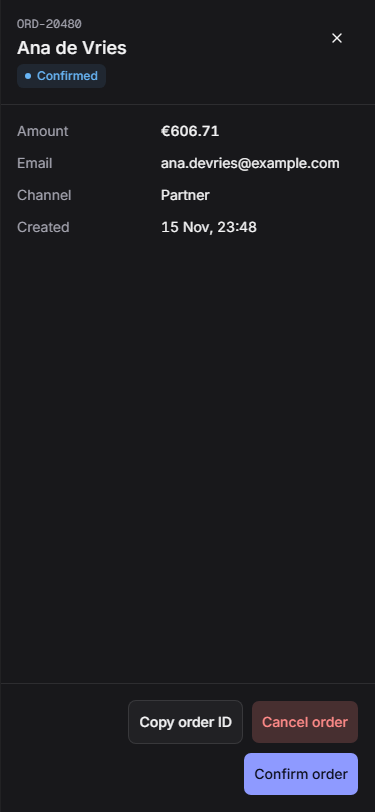 ORD-20480
Ana de Vries
Confirmed
Amount €606.71
Email ana.devries@example.com
Channel Partner
Created 15 Nov, 23:48
Copy order ID Cancel order
Confirm order